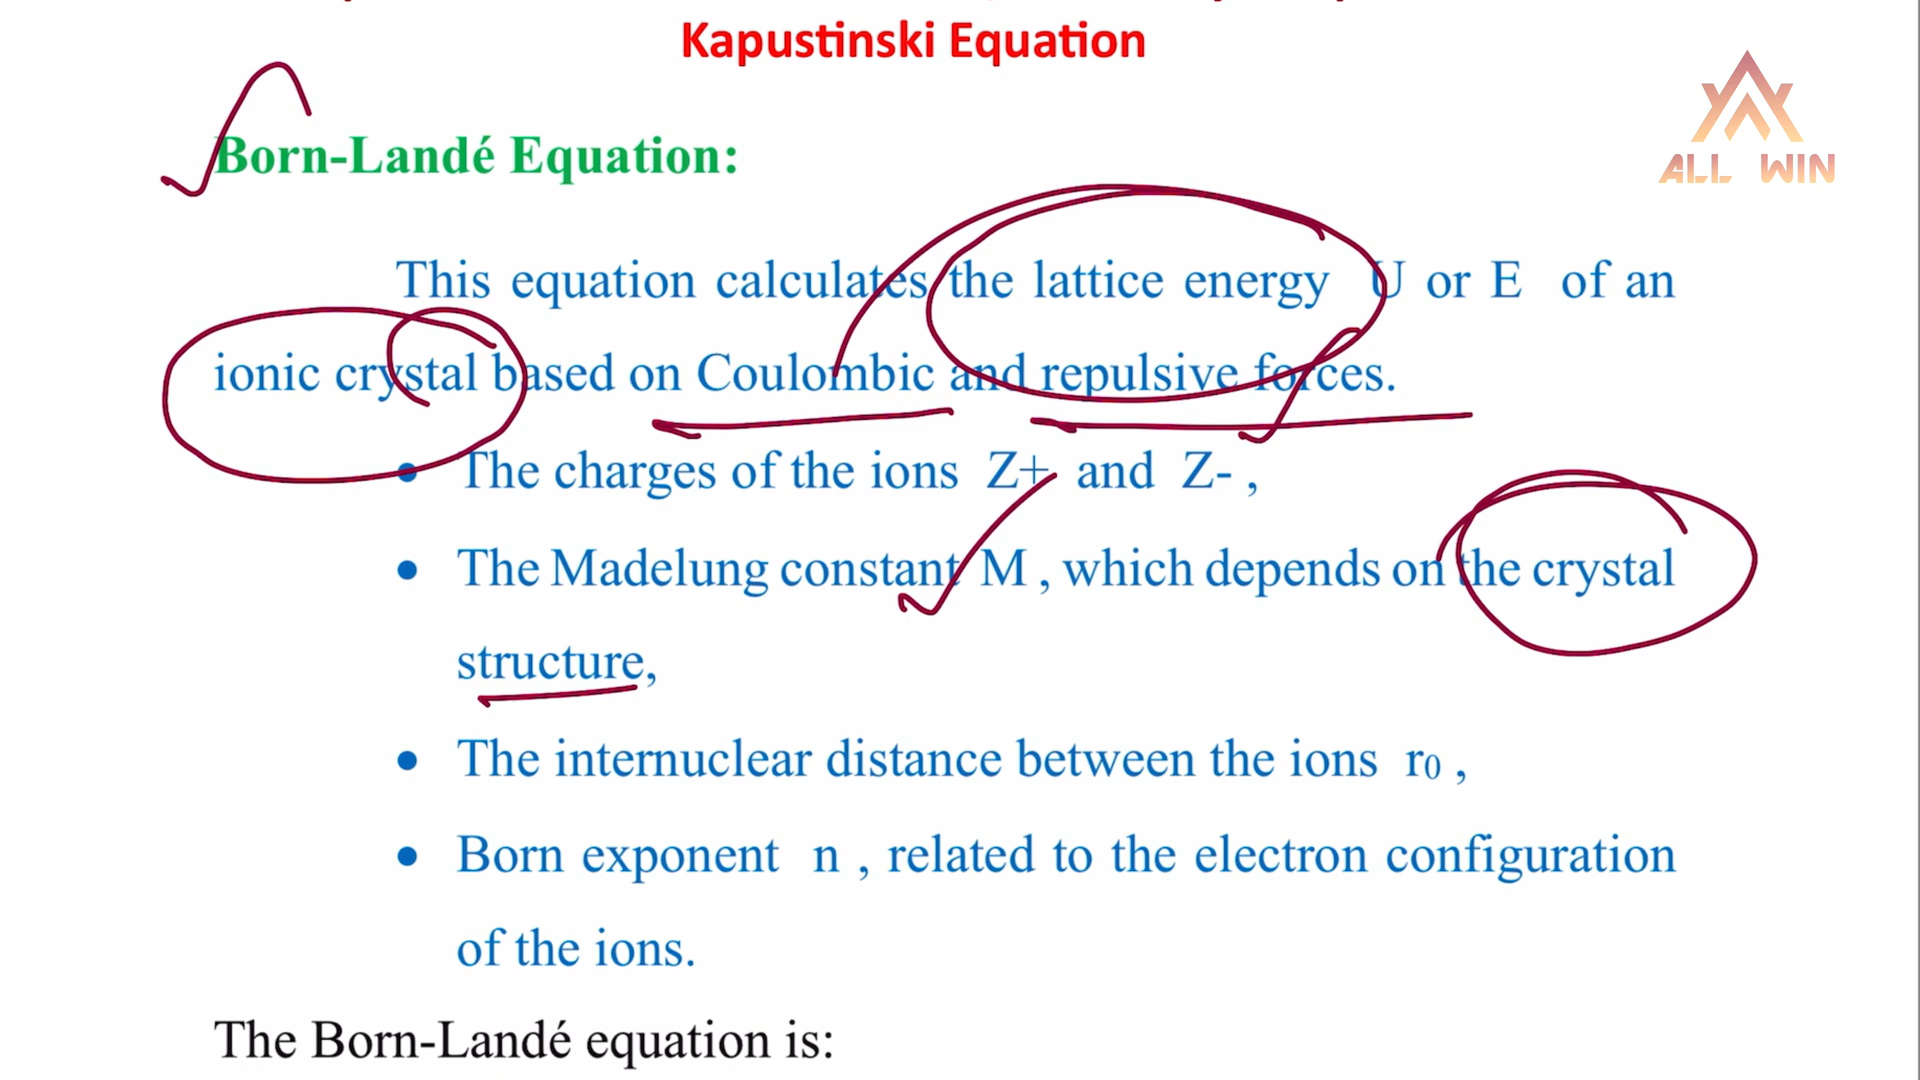 Kapustinski Equation
ALL WIN
Born-Landé Equation:
This equation calculates the lattice energy U or E of an
ionic crystal based on Coulombic and repulsive forces.
• The charges of the ions Z+ and Z- ,
• The Madelung constant M , which depends on the crystal
structure,
• The internuclear distance between the ions r₀ ,
• Born exponent n , related to the electron configuration
of the ions.
The Born-Landé equation is: